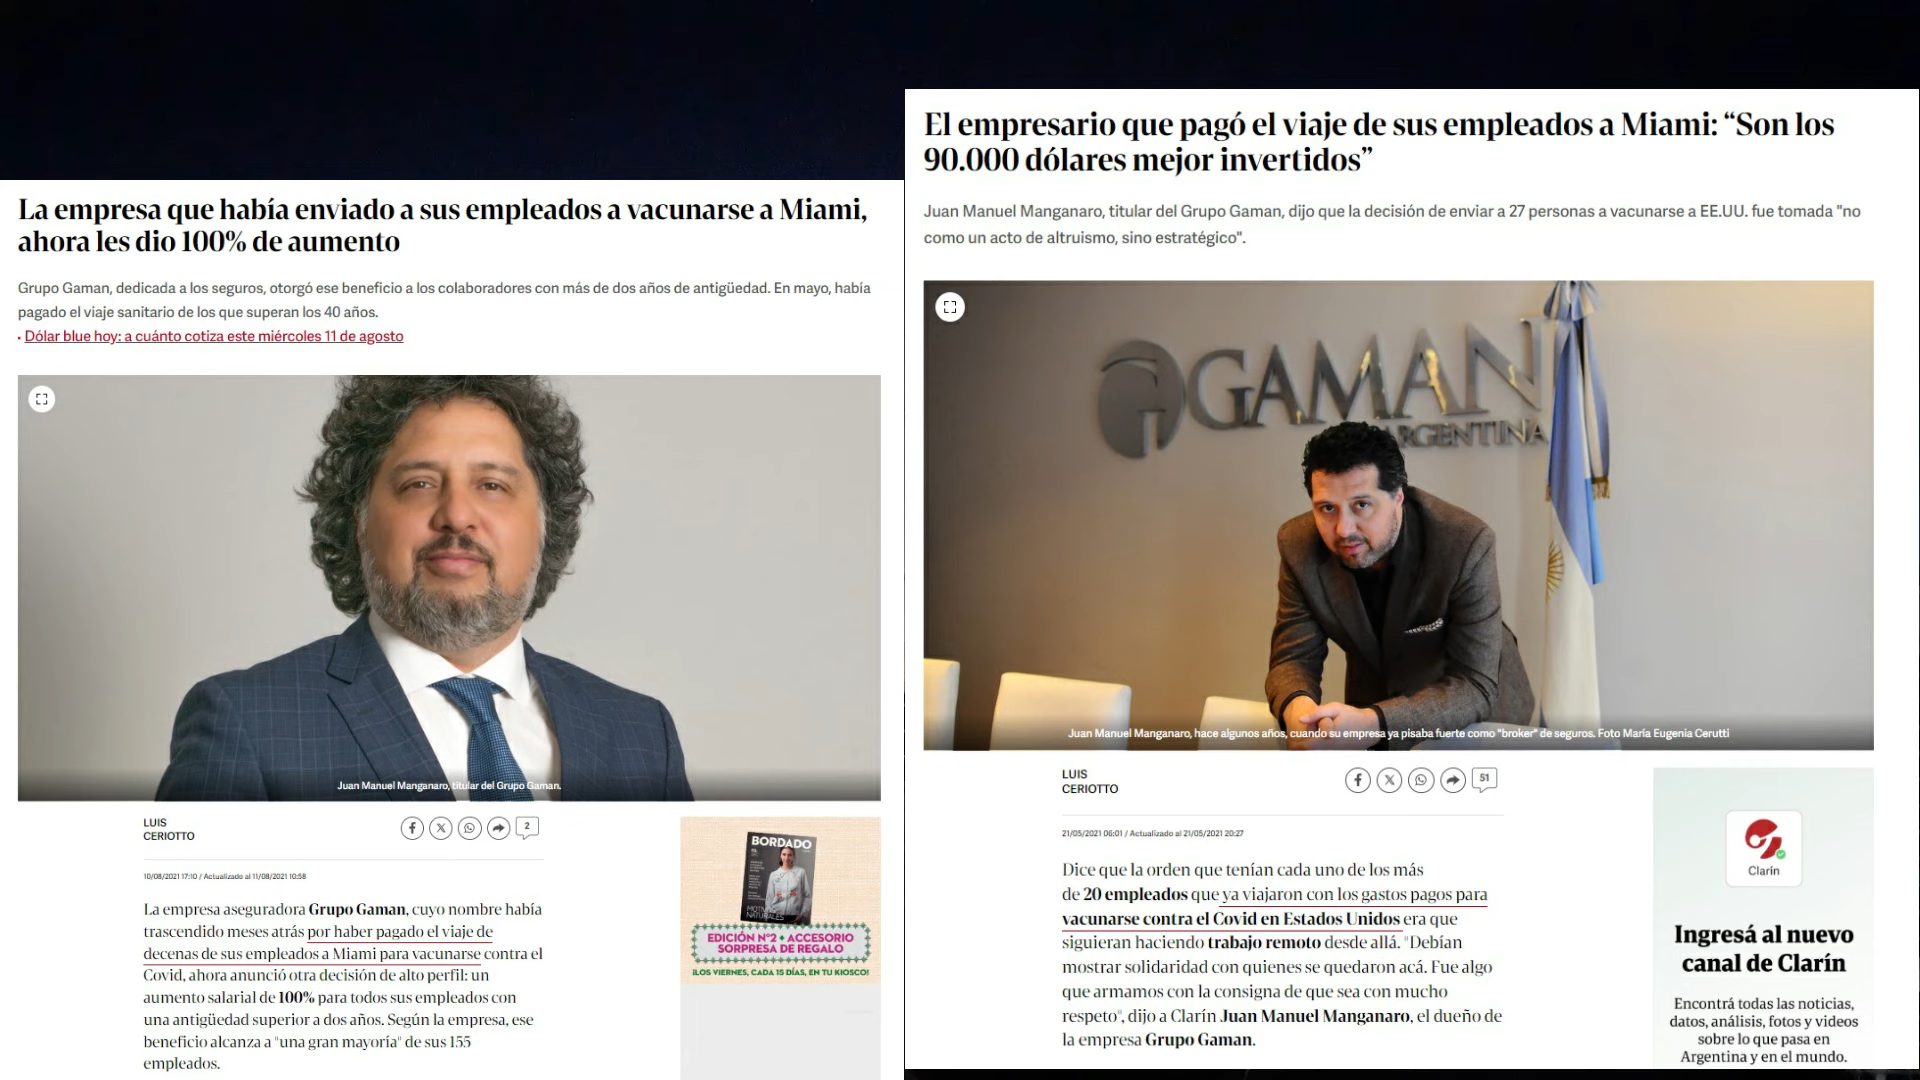 La empresa que había enviado a sus empleados a vacunarse a Miami,
ahora les dio 100% de aumento
Grupo Gaman, dedicada a los seguros, otorgó ese beneficio a los colaboradores con más de dos años de antigüedad. En mayo, había
pagado el viaje sanitario de los que superan los 40 años.
• Dólar blue hoy: a cuánto cotiza este miércoles 11 de agosto
Juan Manuel Manganaro, titular del Grupo Gaman.
LUIS
CERIOTTO
2
10/08/2021 17:10 / Actualizado al 11/08/2021 10:58
La empresa aseguradora Grupo Gaman, cuyo nombre había
trascendido meses atrás por haber pagado el viaje de
decenas de sus empleados a Miami para vacunarse contra el
Covid, ahora anunció otra decisión de alto perfil: un
aumento salarial de 100% para todos sus empleados con
una antigüedad superior a dos años. Según la empresa, ese
beneficio alcanza a "una gran mayoría" de sus 155
empleados.
BORDADO
MOTIVOS
NATURALES
EDICIÓN N°2 + ACCESORIO
SORPRESA DE REGALO
¡LOS VIERNES, CADA 15 DÍAS, EN TU KIOSCO!
El empresario que pagó el viaje de sus empleados a Miami: “Son los
90.000 dólares mejor invertidos”
Juan Manuel Manganaro, titular del Grupo Gaman, dijo que la decisión de enviar a 27 personas a vacunarse a EE.UU. fue tomada "no
como un acto de altruismo, sino estratégico".
GAMAN
ARGENTINA
Juan Manuel Manganaro, hace algunos años, cuando su empresa ya pisaba fuerte como "broker" de seguros. Foto María Eugenia Cerutti
LUIS
CERIOTTO
51
21/05/2021 06:01 / Actualizado al 21/05/2021 20:27
Dice que la orden que tenían cada uno de los más
de 20 empleados que ya viajaron con los gastos pagos para
vacunarse contra el Covid en Estados Unidos era que
siguieran haciendo trabajo remoto desde allá. "Debían
mostrar solidaridad con quienes se quedaron acá. Fue algo
que armamos con la consigna de que sea con mucho
respeto", dijo a Clarín Juan Manuel Manganaro, el dueño de
la empresa Grupo Gaman.
Clarín
Ingresá al nuevo
canal de Clarín
Encontrá todas las noticias,
datos, análisis, fotos y videos
sobre lo que pasa en
Argentina y en el mundo.